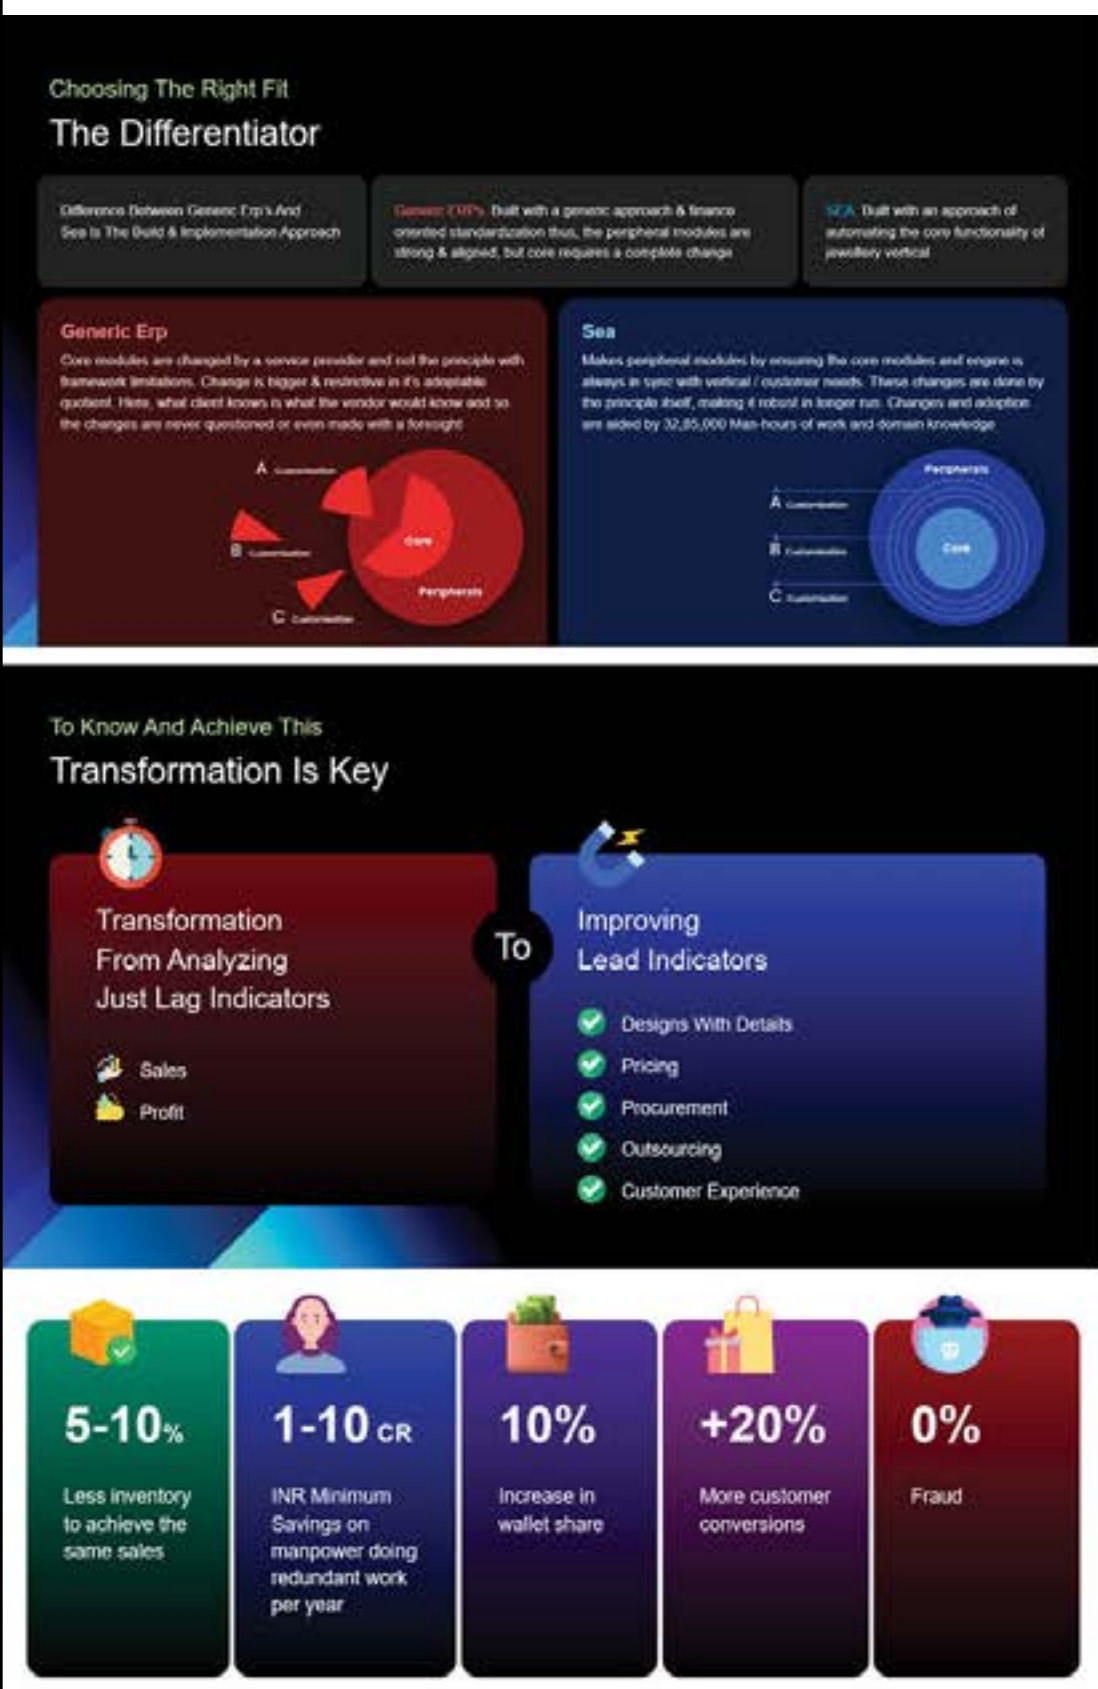 Choosing The Right Fit
The Differentiator
Difference Between Generic Erp's And
Sea Is The Build & Implementation Approach
Generic ERPs Built with a generic approach & finance
oriented standardization thus, the peripheral modules are
strong & aligned, but core requires a complete change
SEA Built with an approach of
automating the core functionality of
jewellery vertical
Generic Erp
Core modules are changed by a service provider and not the principle with
framework limitations. Change is bigger & restrictive in it's adoptable
quotient. Here, what client knows is what the vendor would know and so
the changes are never questioned or even made with a foresight
A Customisation
B Customisation
C Customisation
Core
Peripherals
Sea
Makes peripheral modules by ensuring the core modules and engine is
always in sync with vertical / customer needs. These changes are done by
the principle itself, making it robust in longer run. Changes and adoption
are aided by 32,85,000 Man-hours of work and domain knowledge
Peripherals
A Customisation
B Customisation
C Customisation
Core
To Know And Achieve This
Transformation Is Key
Transformation
From Analyzing
Just Lag Indicators
Sales
Profit
To
Improving
Lead Indicators
Designs With Details
Pricing
Procurement
Outsourcing
Customer Experience
5-10%
Less inventory
to achieve the
same sales
1-10 CR
INR Minimum
Savings on
manpower doing
redundant work
per year
10%
Increase in
wallet share
+20%
More customer
conversions
0%
Fraud